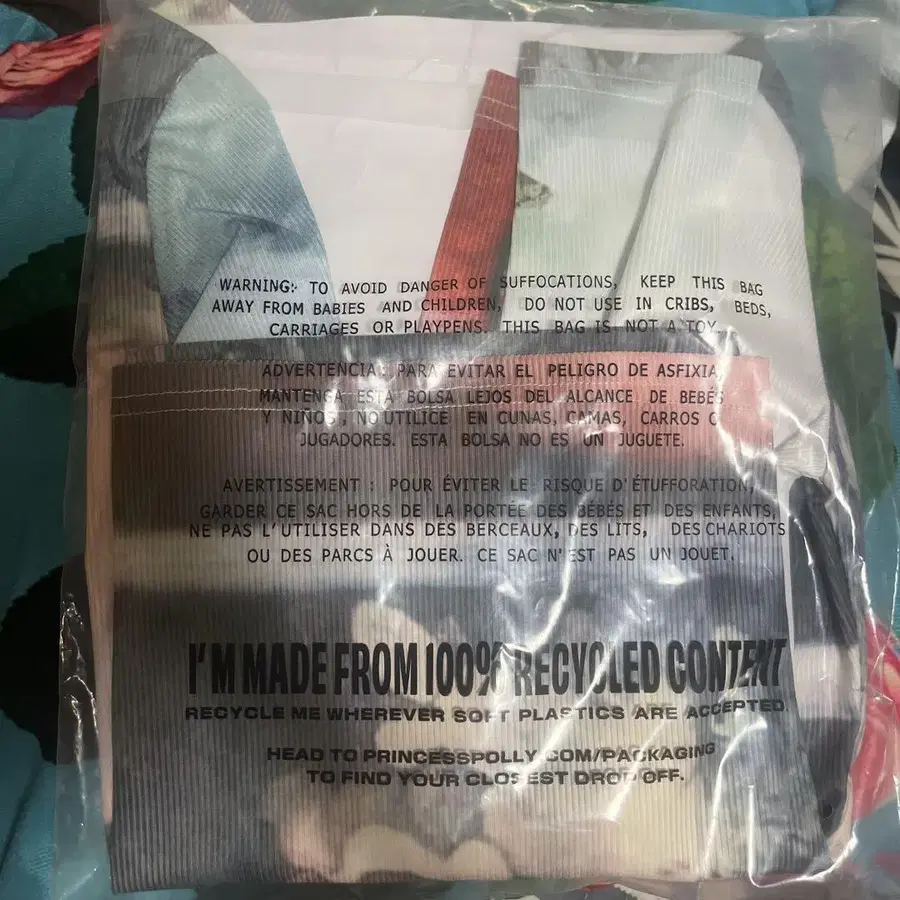 WARNING: TO AVOID DANGER OF SUFFOCATIONS, KEEP THIS BAG
AWAY FROM BABIES AND CHILDREN, DO NOT USE IN CRIBS, BEDS,
CARRIAGES OR PLAYPENS. THIS BAG IS NOT A TOY.
ADVERTENCIA: PARA EVITAR EL PELIGRO DE ASFIXIA
MANTENGA ESTA BOLSA LEJOS DEL ALCANCE DE BEBÉS
Y NIÑOS, NO UTILICE EN CUNAS, CAMAS, CARROS O
JUGADORES. ESTA BOLSA NO ES UN JUGUETE.
AVERTISSEMENT : POUR ÉVITER LE RISQUE D'ÉTUFFORATION,
GARDER CE SAC HORS DE LA PORTÉE DES BÉBÉS ET DES ENFANTS,
NE PAS L'UTILISER DANS DES BERCEAUX, DES LITS, DES CHARIOTS
OU DES PARCS À JOUER. CE SAC N'EST PAS UN JOUET.
I'M MADE FROM 100% RECYCLED CONTENT
RECYCLE ME WHEREVER SOFT PLASTICS ARE ACCEPTED.
HEAD TO PRINCESSPOLLY.COM/PACKAGING
TO FIND YOUR CLOSEST DROP OFF.